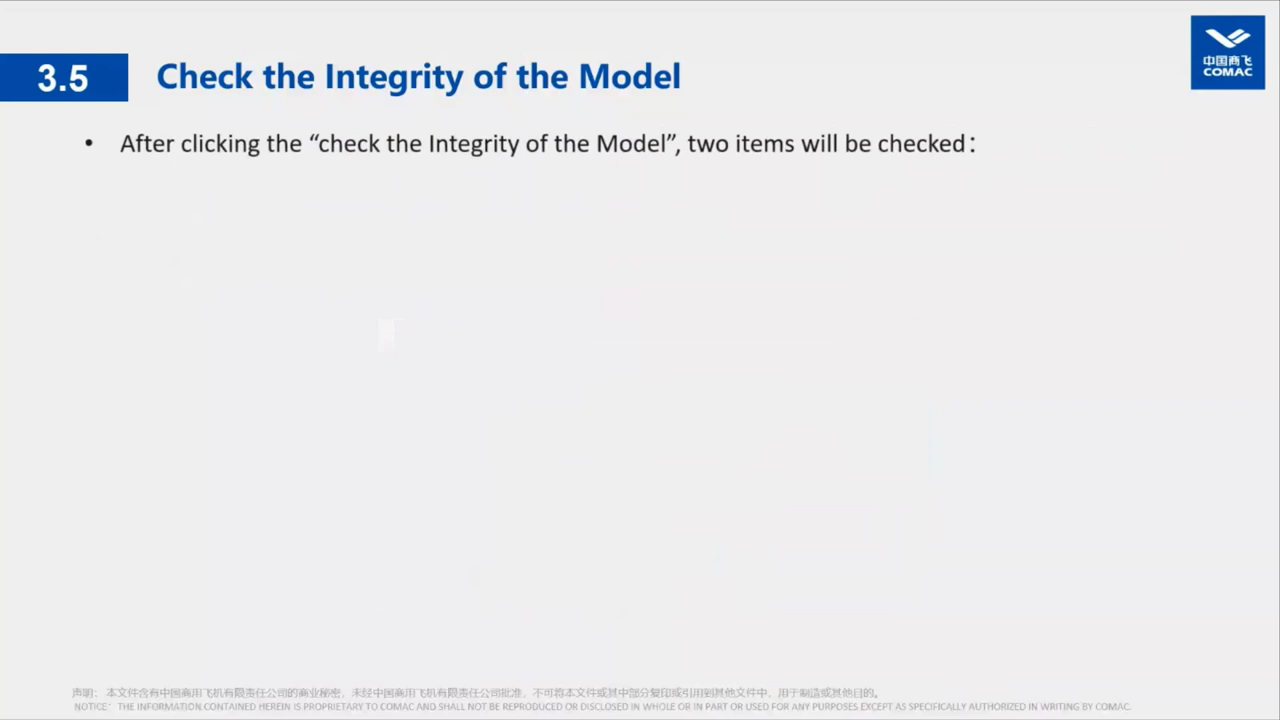 中国商飞
COMAC
3.5
Check the Integrity of the Model
• After clicking the “check the Integrity of the Model”, two items will be checked：
声明： 本文件含有中国商用飞机有限责任公司的商业秘密，未经中国商用飞机有限责任公司批准，不可将本文件或其中部分复印或引用到其他文件中、用于制造或其他目的。
NOTICE： THE INFORMATION CONTAINED HEREIN IS PROPRIETARY TO COMAC AND SHALL NOT BE REPRODUCED OR DISCLOSED IN WHOLE OR IN PART OR USED FOR ANY PURPOSES EXCEPT AS SPECIFICALLY AUTHORIZED IN WRITING BY COMAC.